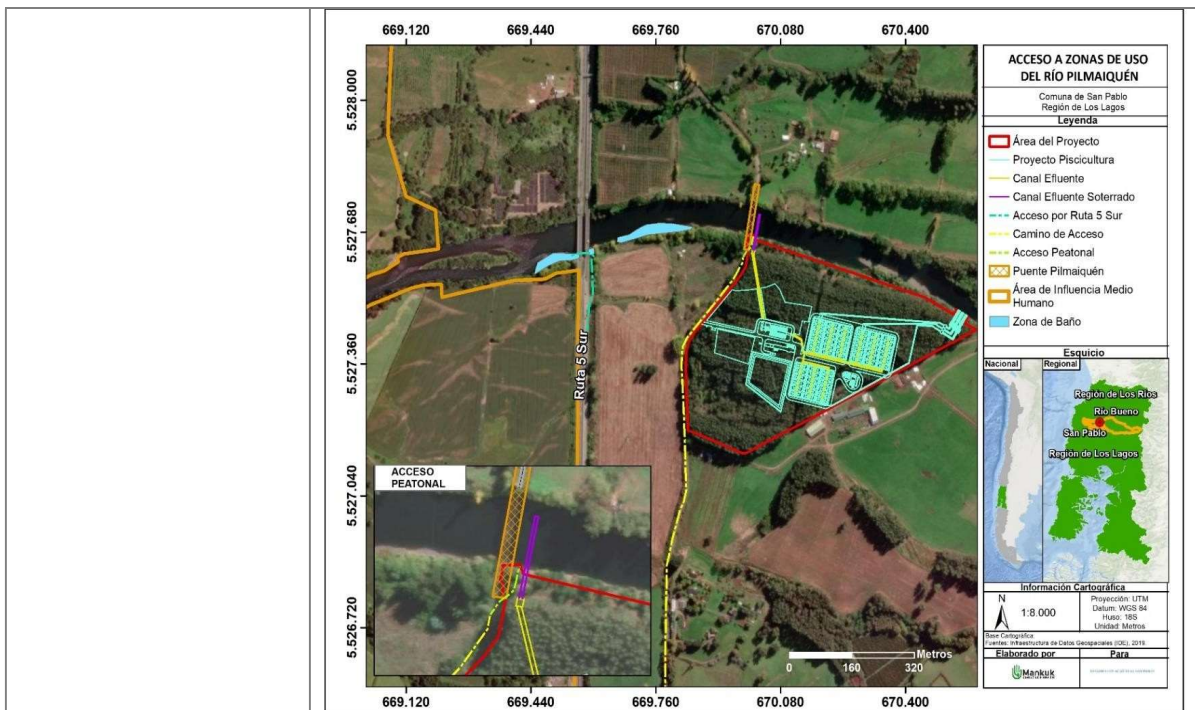 669.120 669.440 669.760 670.080 670.400
5.528.000
5.527.680
5.527.360
5.527.040
5.526.720
Ruta 5 Sur
ACCESO
PEATONAL
Metros
0 160 320
669.120 669.440 669.760 670.080 670.400
ACCESO A ZONAS DE USO
DEL RÍO PILMAIQUÉN
Comuna de San Pablo
Región de Los Lagos
Leyenda
Área del Proyecto
Proyecto Piscicultura
Canal Efluente
Canal Efluente Soterrado
Acceso por Ruta 5 Sur
Camino de Acceso
Acceso Peatonal
Puente Pilmaiquén
Área de Influencia Medio
Humano
Zona de Baño
Esquicio
Nacional
Regional
Región de Los Ríos
Río Bueno
San Pablo
Región de Los Lagos
Información Cartográfica
N
1:8.000
Proyección: UTM
Datum: WGS 84
Huso: 18S
Unidad: Metros
Base Cartográfica
Fuentes: Infraestructura de Datos Geospaciales (IDE), 2019.
Elaborado por
Para
Mankuk